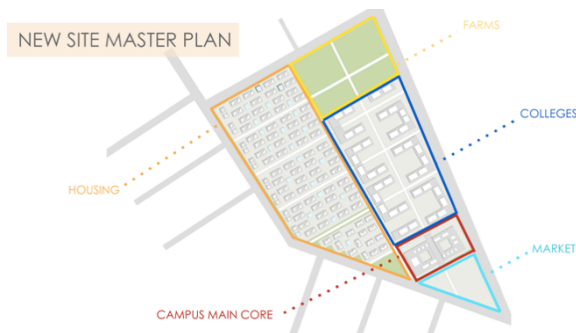 NEW SITE MASTER PLAN
FARMS
COLLEGES
HOUSING
MARKET
CAMPUS MAIN CORE